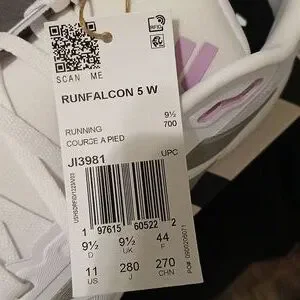 SCAN ME
RFID
RUNFALCON 5 W
RUNNING
COURSE A PIED
9½
700
JI3981
UPC
1 97615 60522 2
9½ 9½ 44
D UK F
11 280 270
US J CHN